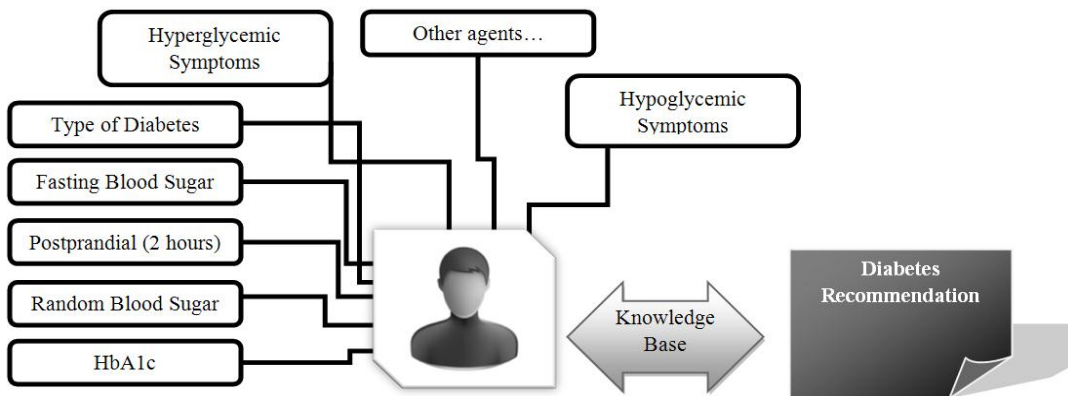 Hyperglycemic
Symptoms
Other agents…
Hypoglycemic
Symptoms
Type of Diabetes
Fasting Blood Sugar
Postprandial (2 hours)
Random Blood Sugar
HbA1c
Knowledge
Base
Diabetes
Recommendation